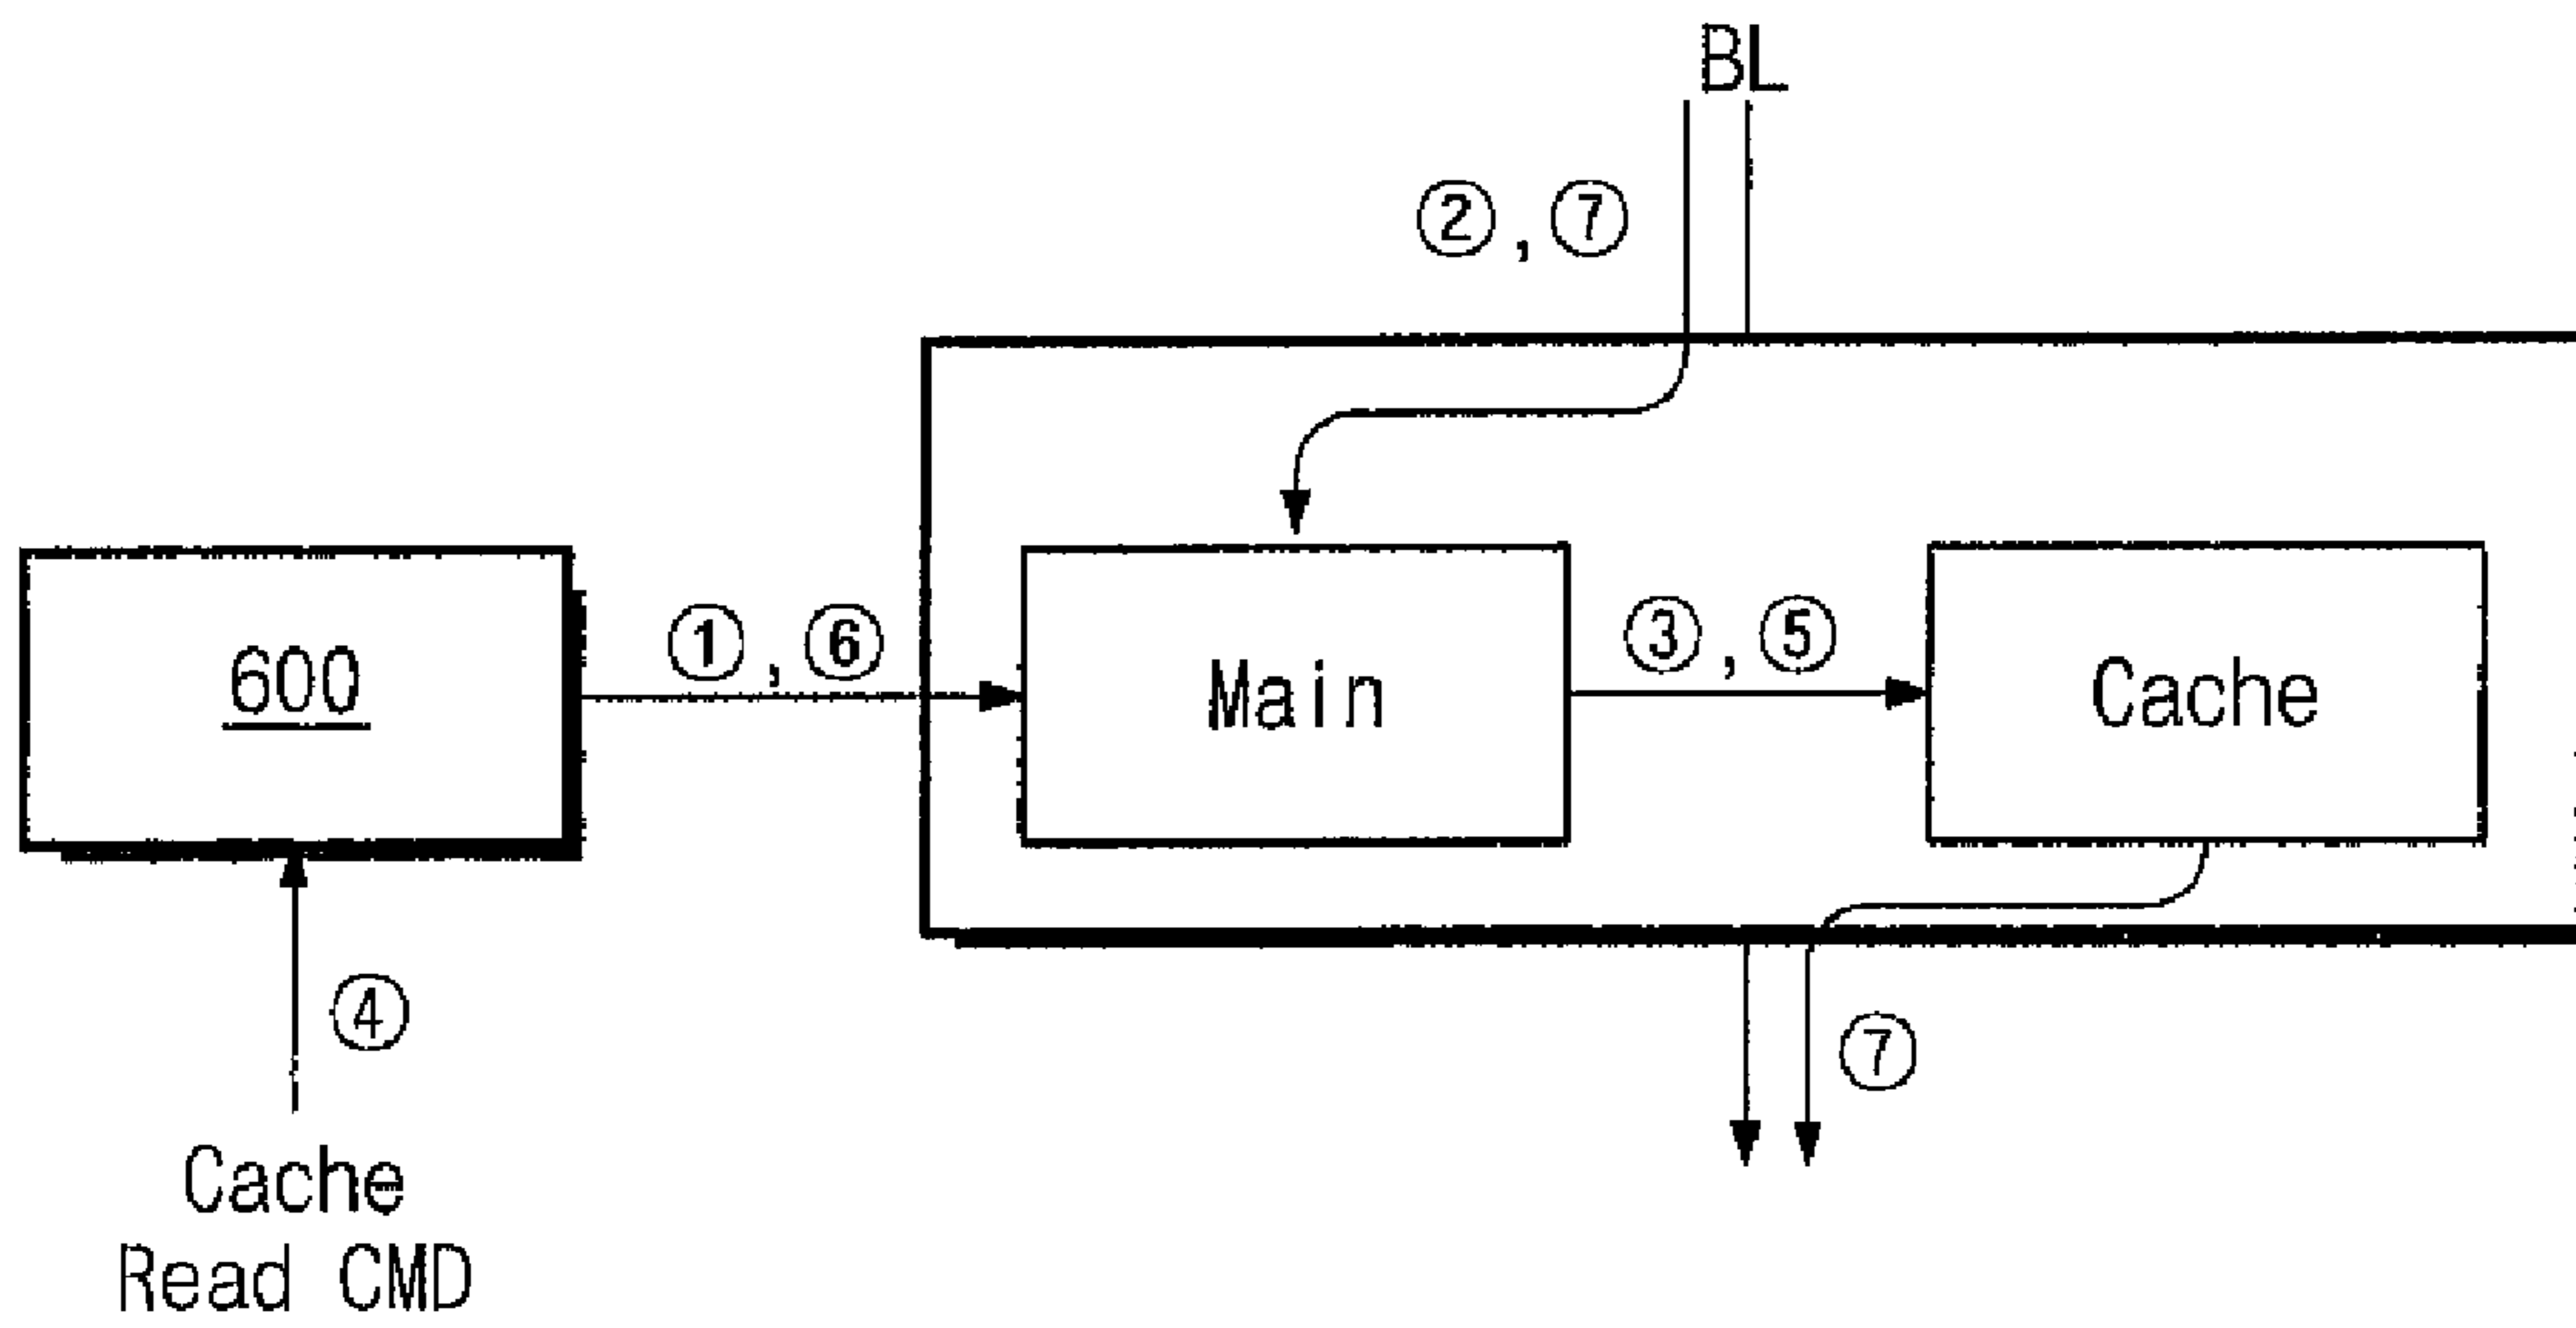 BL
②,⑦
600
①,⑥
Main
③,⑤
Cache
④
⑦
Cache
Read CMD